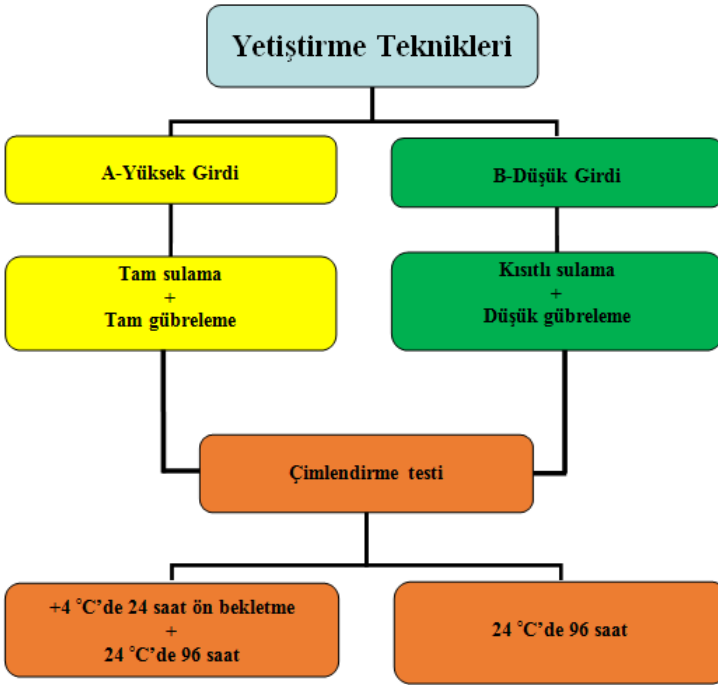 Yetiştirme Teknikleri
A-Yüksek Girdi
B-Düşük Girdi
Tam sulama
+
Tam gübreleme
Kısıtlı sulama
+
Düşük gübreleme
Çimlendirme testi
+4 °C’de 24 saat ön bekletme
+
24 °C’de 96 saat
24 °C’de 96 saat